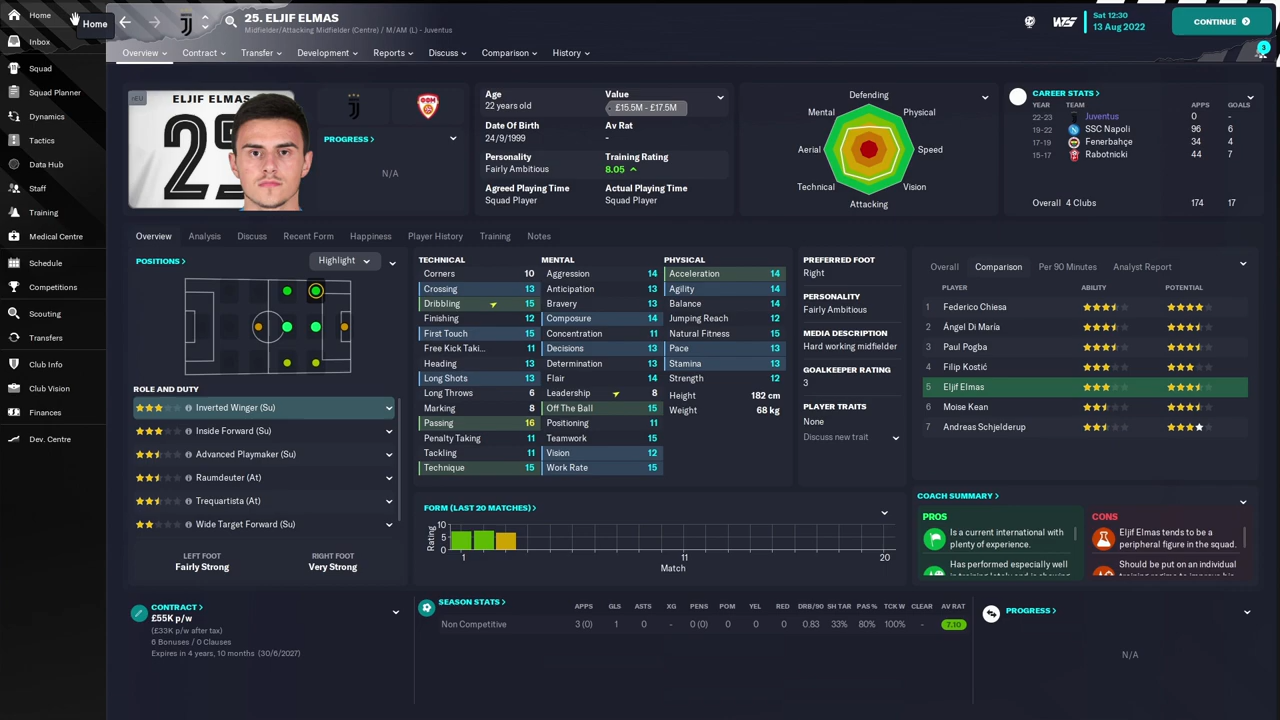 Home
Home
Inbox
Squad
Squad Planner
Dynamics
Tactics
Data Hub
Staff
Training
Medical Centre
Schedule
Competitions
Scouting
Transfers
Club Info
Club Vision
Finances
Dev. Centre
25. ELJIF ELMAS
Midfielder/Attacking Midfielder (Centre) / M/AM (L) - Juventus
Sat 12:30
13 Aug 2022
CONTINUE
3
Overview
Contract
Transfer
Development
Reports
Discuss
Comparison
History
ELJIF ELMAS
PROGRESS >
N/A
Age
22 years old
Date Of Birth
24/9/1999
Personality
Fairly Ambitious
Agreed Playing Time
Squad Player
Value
£15.5M - £17.5M
Av Rat
-
Training Rating
8.05
Actual Playing Time
Squad Player
Defending
Mental
Physical
Aerial
Speed
Technical
Vision
Attacking
CAREER STATS >
YEAR TEAM APPS GOALS
22-23 Juventus 0 -
19-22 SSC Napoli 96 6
17-19 Fenerbahçe 34 4
15-17 Rabotnicki 44 7
Overall 4 Clubs 174 17
Overview
Analysis
Discuss
Recent Form
Happiness
Player History
Training
Notes
POSITIONS >
Highlight
ROLE AND DUTY
Inverted Winger (Su)
Inside Forward (Su)
Advanced Playmaker (Su)
Raumdeuter (At)
Trequartista (At)
Wide Target Forward (Su)
LEFT FOOT
Fairly Strong
RIGHT FOOT
Very Strong
TECHNICAL
Corners 10
Crossing 13
Dribbling 15
Finishing 12
First Touch 15
Free Kick Taki... 11
Heading 13
Long Shots 13
Long Throws 6
Marking 8
Passing 16
Penalty Taking 11
Tackling 11
Technique 15
MENTAL
Aggression 14
Anticipation 13
Bravery 13
Composure 14
Concentration 11
Decisions 13
Determination 13
Flair 14
Leadership 8
Off The Ball 15
Positioning 11
Teamwork 15
Vision 12
Work Rate 15
PHYSICAL
Acceleration 14
Agility 14
Balance 14
Jumping Reach 12
Natural Fitness 15
Pace 13
Stamina 13
Strength 12
Height 182 cm
Weight 68 kg
PREFERRED FOOT
Right
PERSONALITY
Fairly Ambitious
MEDIA DESCRIPTION
Hard working midfielder
GOALKEEPER RATING
3
PLAYER TRAITS
None
Discuss new trait
Overall
Comparison
Per 90 Minutes
Analyst Report
PLAYER ABILITY POTENTIAL
1 Federico Chiesa
2 Ángel Di María
3 Paul Pogba
4 Filip Kostić
5 Eljif Elmas
6 Moise Kean
7 Andreas Schjelderup
FORM (LAST 20 MATCHES) >
Rating
10
5
0
1 11 20
Match
COACH SUMMARY >
PROS
Is a current international with
plenty of experience.
Has performed especially well
CONS
Eljif Elmas tends to be a
peripheral figure in the squad.
Should be put on an individual
CONTRACT >
£55K p/w
(£33K p/w after tax)
6 Bonuses / 0 Clauses
Expires in 4 years, 10 months (30/6/2027)
SEASON STATS >
APPS GLS ASTS XG PENS POM YEL RED DRB/90 SH TAR PAS % TCK W CLEAR AV RAT
Non Competitive 3 (0) 1 0 - 0 (0) 0 0 0 0.83 33% 80% 100% - 7.10
PROGRESS >
N/A